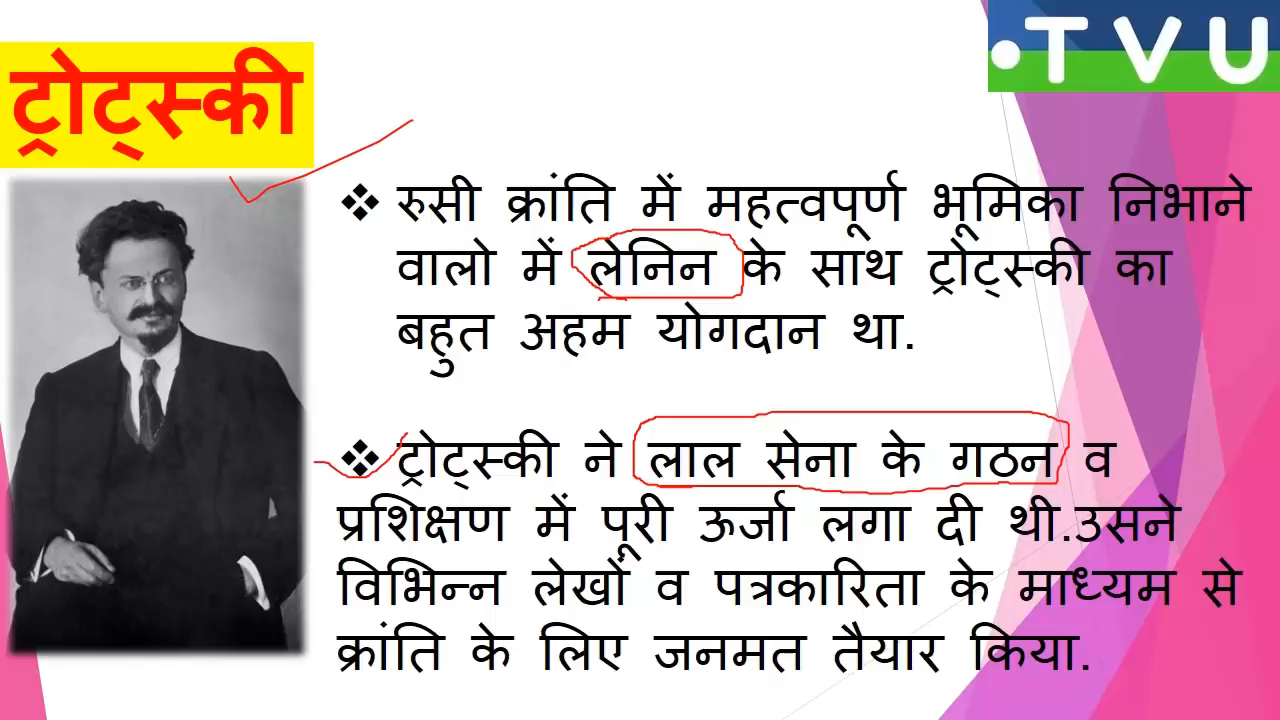 TVU
ट्रोट्स्की
❖ रुसी क्रांति में महत्वपूर्ण भूमिका निभाने
वालो में लेनिन के साथ ट्रोट्स्की का
बहुत अहम योगदान था.
❖ ट्रोट्स्की ने लाल सेना के गठन व
प्रशिक्षण में पूरी ऊर्जा लगा दी थी.उसने
विभिन्न लेखों व पत्रकारिता के माध्यम से
क्रांति के लिए जनमत तैयार किया.